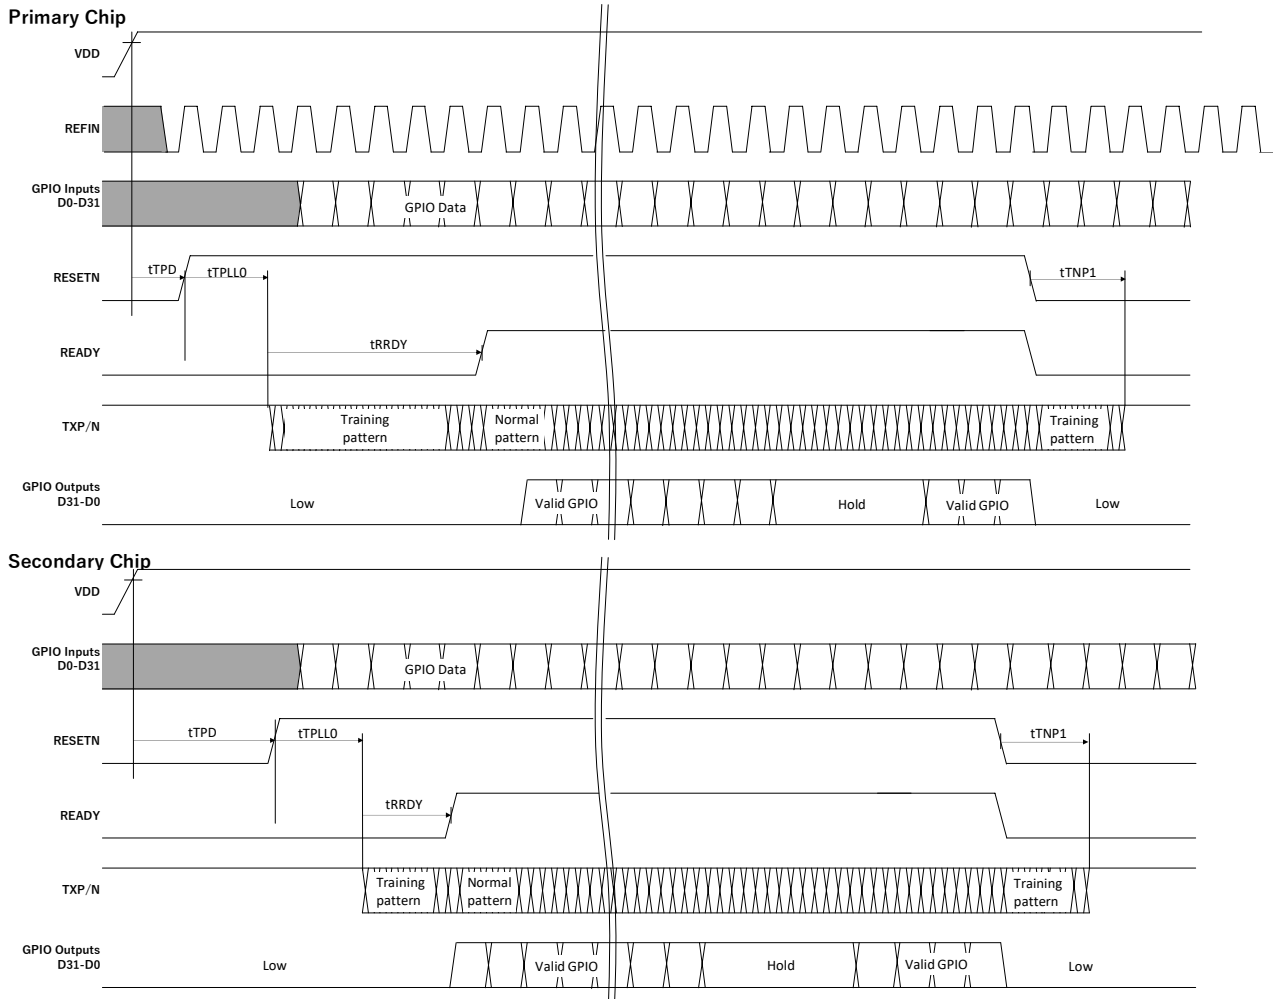 Primary Chip
VDD
REFIN
GPIO Inputs
D0-D31
GPIO Data
RESETN
tTPD
tTPLL0
tTNP1
READY
tRRDY
TXP/N
Training
pattern
Normal
pattern
Training
pattern
GPIO Outputs
D31-D0
Low
Valid GPIO
Hold
Valid GPIO
Low
Secondary Chip
VDD
GPIO Inputs
D0-D31
GPIO Data
RESETN
tTPD
tTPLL0
tTNP1
READY
tRRDY
TXP/N
Training
pattern
Normal
pattern
Training
pattern
GPIO Outputs
D31-D0
Low
Valid GPIO
Hold
Valid GPIO
Low